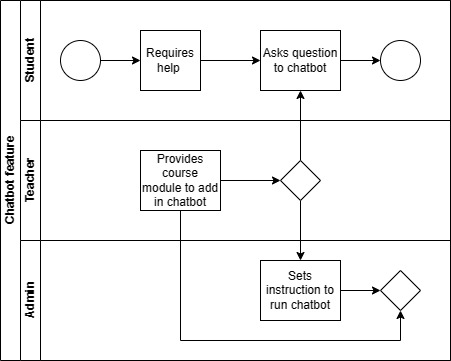 Chatbot feature
Student
Requires
help
Asks question
to chatbot
Teacher
Provides
course
module to add
in chatbot
Admin
Sets
instruction to
run chatbot